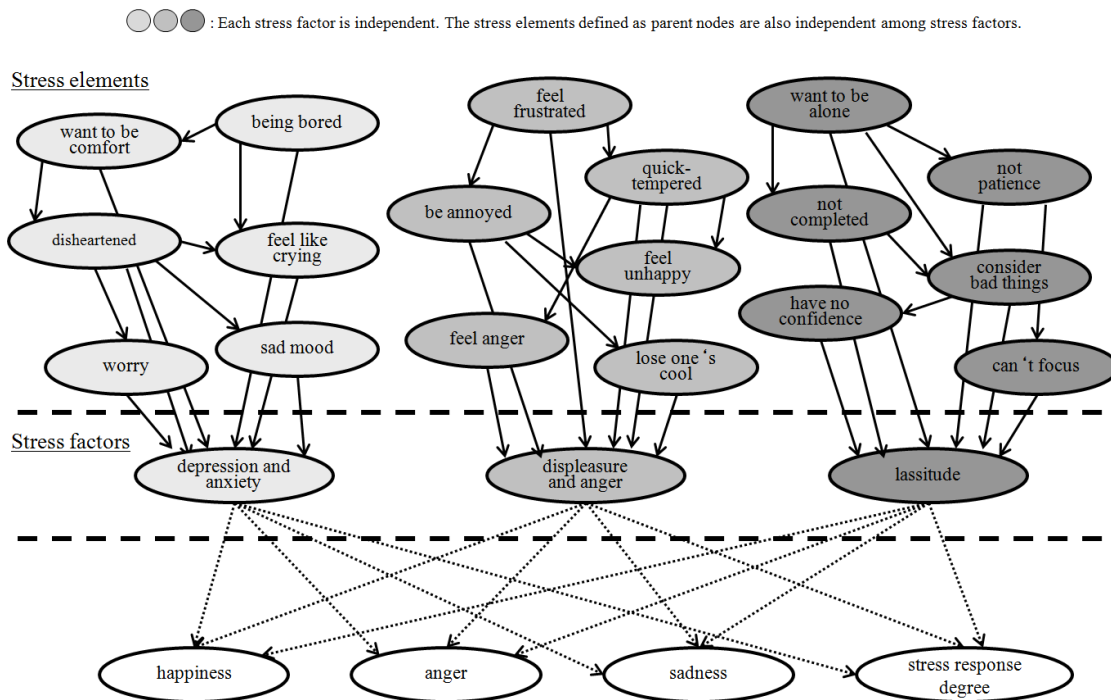 : Each stress factor is independent. The stress elements defined as parent nodes are also independent among stress factors.
Stress elements
want to be
comfort
being bored
disheartened
feel like
crying
worry
sad mood
feel
frustrated
quick-
tempered
be annoyed
feel
unhappy
feel anger
lose one‘s
cool
want to be
alone
not
patience
not
completed
consider
bad things
have no
confidence
can‘t focus
Stress factors
depression and
anxiety
displeasure
and anger
lassitude
happiness
anger
sadness
stress response
degree